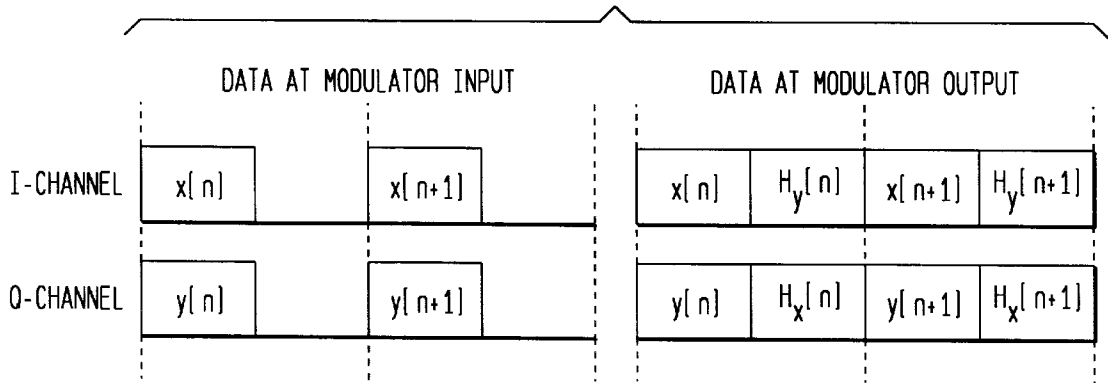 DATA AT MODULATOR INPUT
DATA AT MODULATOR OUTPUT
I-CHANNEL
x[n]
x[n+1]
x[n]
Hy[n]
x[n+1]
Hy[n+1]
Q-CHANNEL
y[n]
y[n+1]
y[n]
Hx[n]
y[n+1]
Hx[n+1]